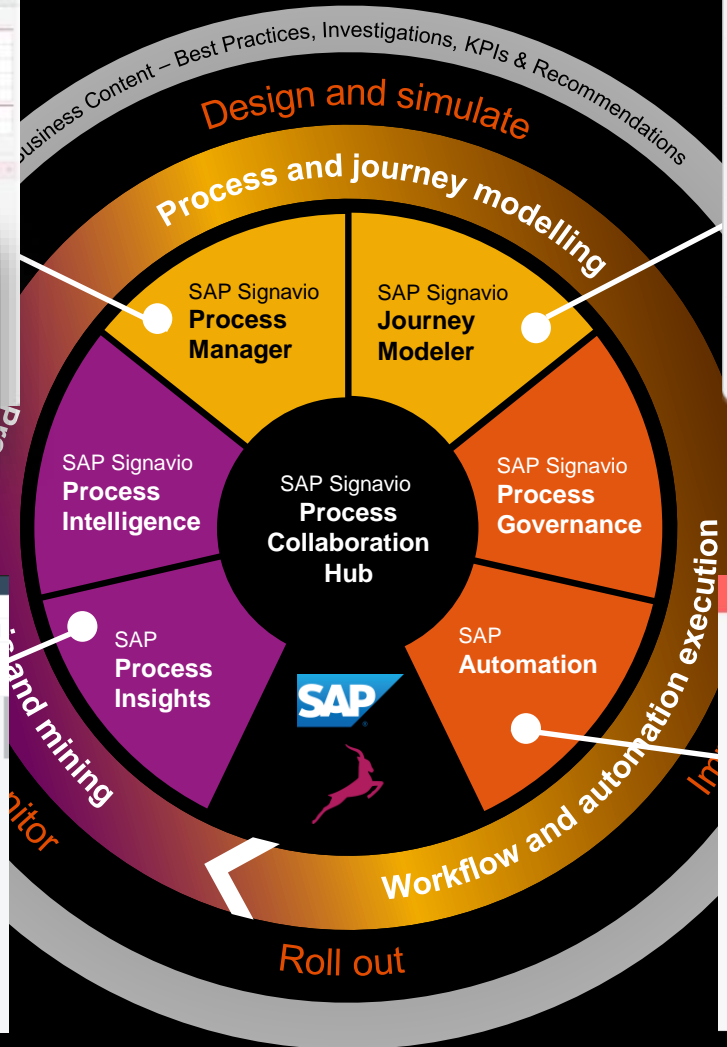 Business Content – Best Practices, Investigations, KPIs & Recommendations
Design and simulate
Process and journey modelling
SAP Signavio
Process
Manager
SAP Signavio
Journey
Modeler
SAP Signavio
Process
Intelligence
SAP Signavio
Process
Collaboration
Hub
SAP Signavio
Process
Governance
SAP
Process
Insights
SAP
Automation
SAP
and mining
Workflow and automation execution
Roll out